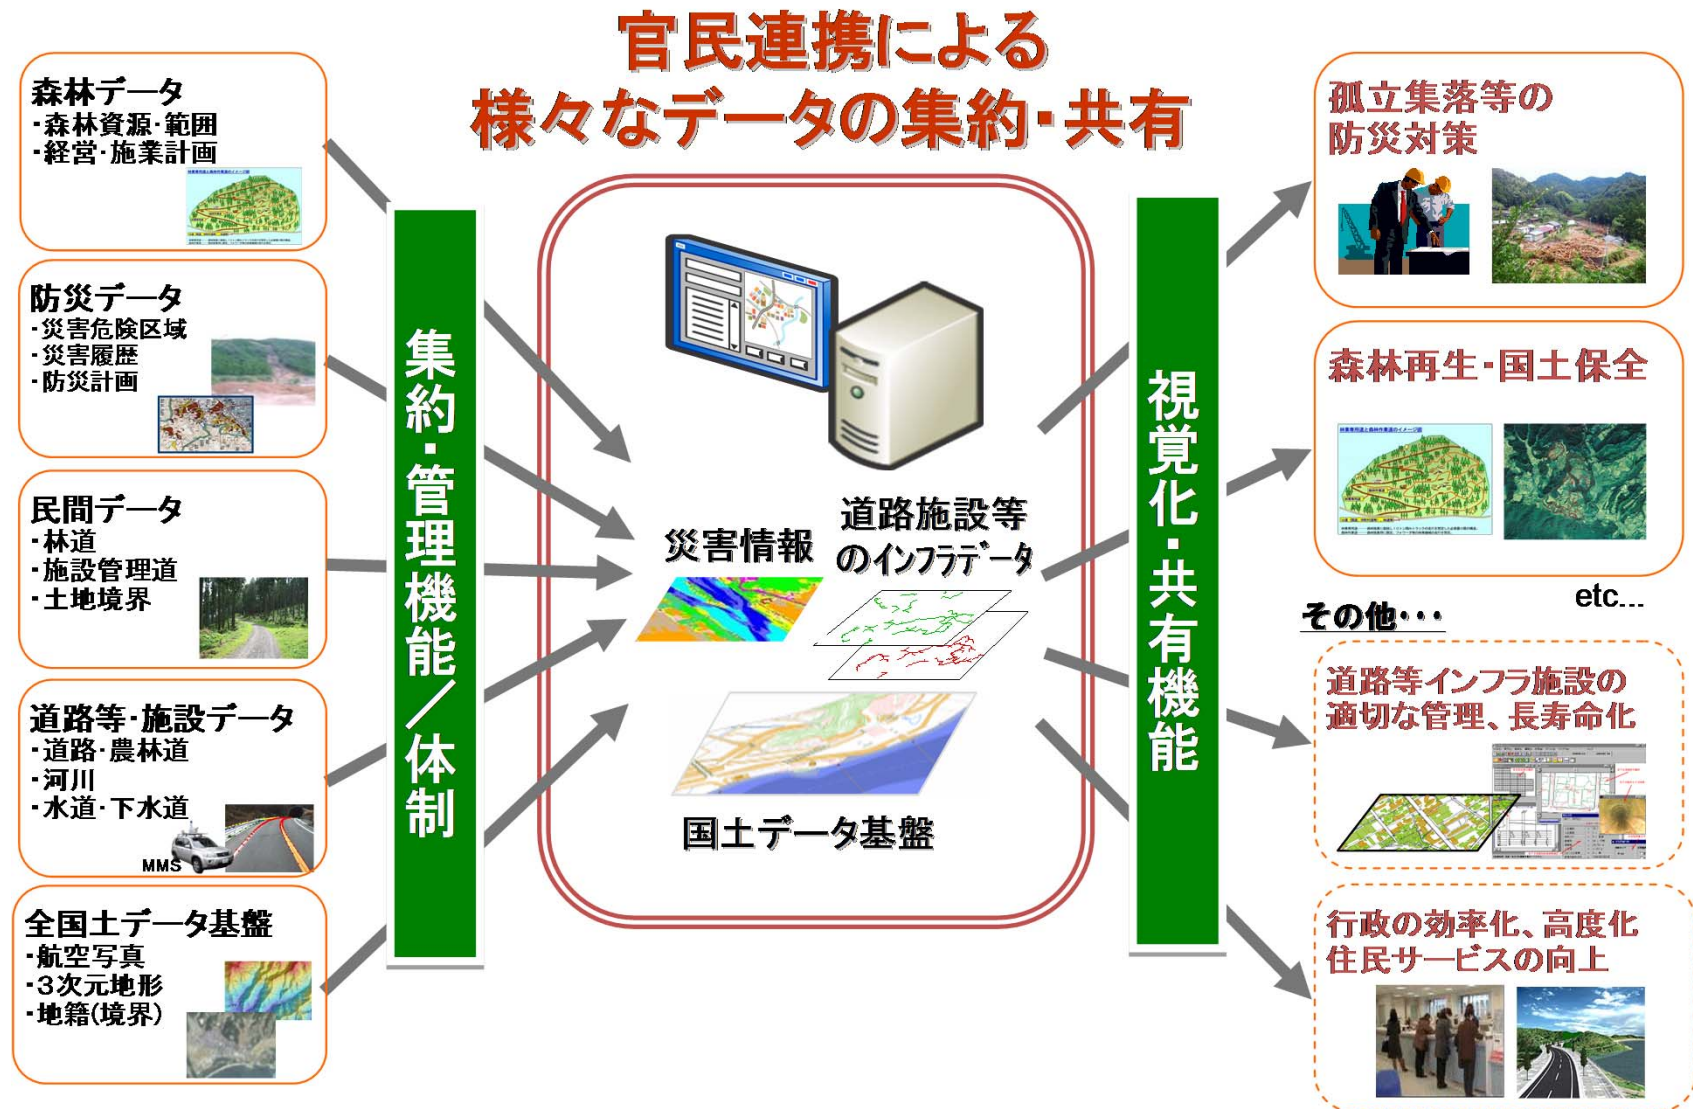 官民連携による
様々なデータの集約・共有
森林データ
・森林資源・範囲
・経営・施業計画
防災データ
・災害危険区域
・災害履歴
・防災計画
民間データ
・林道
・施設管理道
・土地境界
道路等・施設データ
・道路・農林道
・河川
・水道・下水道
MMS
全国土データ基盤
・航空写真
・3次元地形
・地籍(境界)
集約・管理機能/体制
災害情報
道路施設等
のインフラデータ
国土データ基盤
視覚化・共有機能
孤立集落等の
防災対策
森林再生・国土保全
etc...
その他・・・
道路等インフラ施設の
適切な管理、長寿命化
行政の効率化、高度化
住民サービスの向上